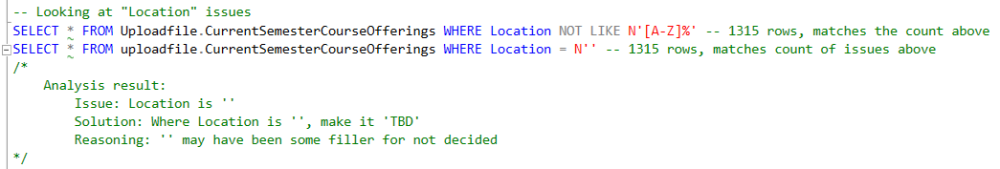 -- Looking at "Location" issues
SELECT * FROM Uploadfile.CurrentSemesterCourseOfferings WHERE Location NOT LIKE N'[A-Z]%' -- 1315 rows, matches the count above
SELECT * FROM uploadfile.CurrentSemesterCourseOfferings WHERE Location = N'' -- 1315 rows, matches count of issues above
/*
Analysis result:
Issue: Location is ''
Solution: Where Location is '', make it 'TBD'
Reasoning: '' may have been some filler for not decided
*/